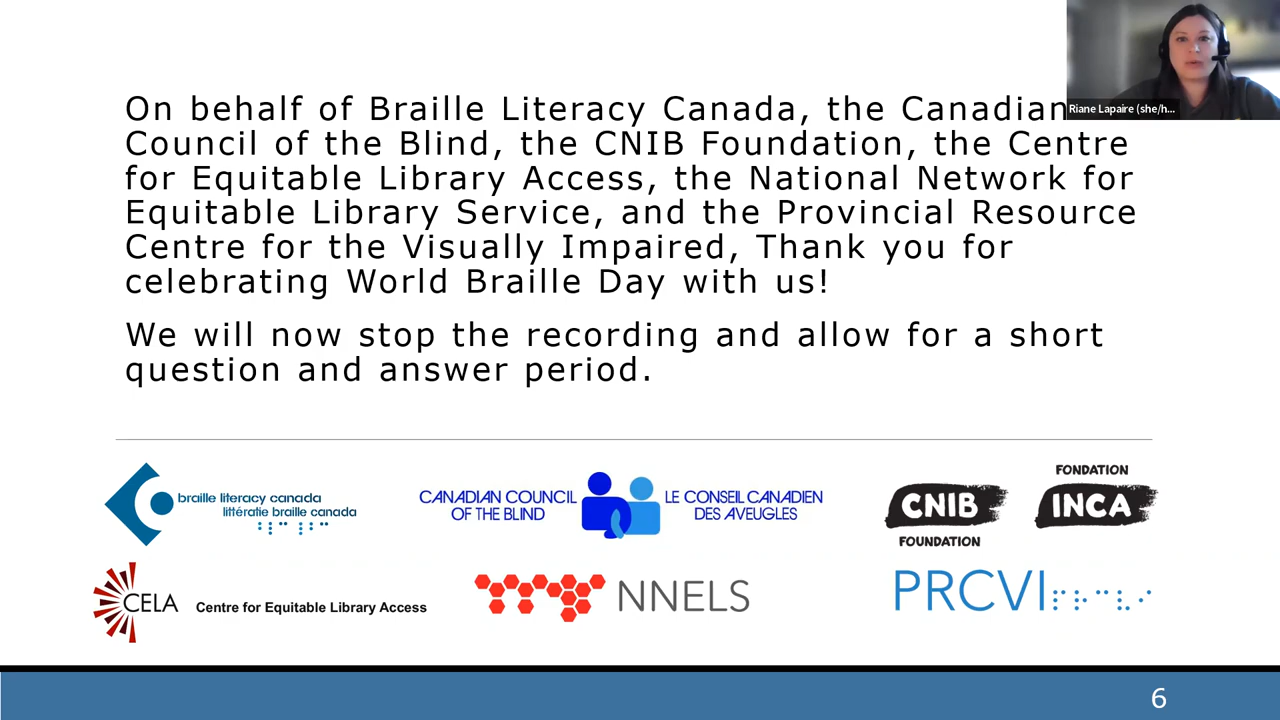 Riane Lapaire (she/h...
On behalf of Braille Literacy Canada, the Canadian
Council of the Blind, the CNIB Foundation, the Centre
for Equitable Library Access, the National Network for
Equitable Library Service, and the Provincial Resource
Centre for the Visually Impaired, Thank you for
celebrating World Braille Day with us!
We will now stop the recording and allow for a short
question and answer period.
braille literacy canada
littératie braille canada
CANADIAN COUNCIL
OF THE BLIND
LE CONSEIL CANADIEN
DES AVEUGLES
CNIB
FOUNDATION
FONDATION
INCA
CELA
Centre for Equitable Library Access
NNELS
PRCVI
6